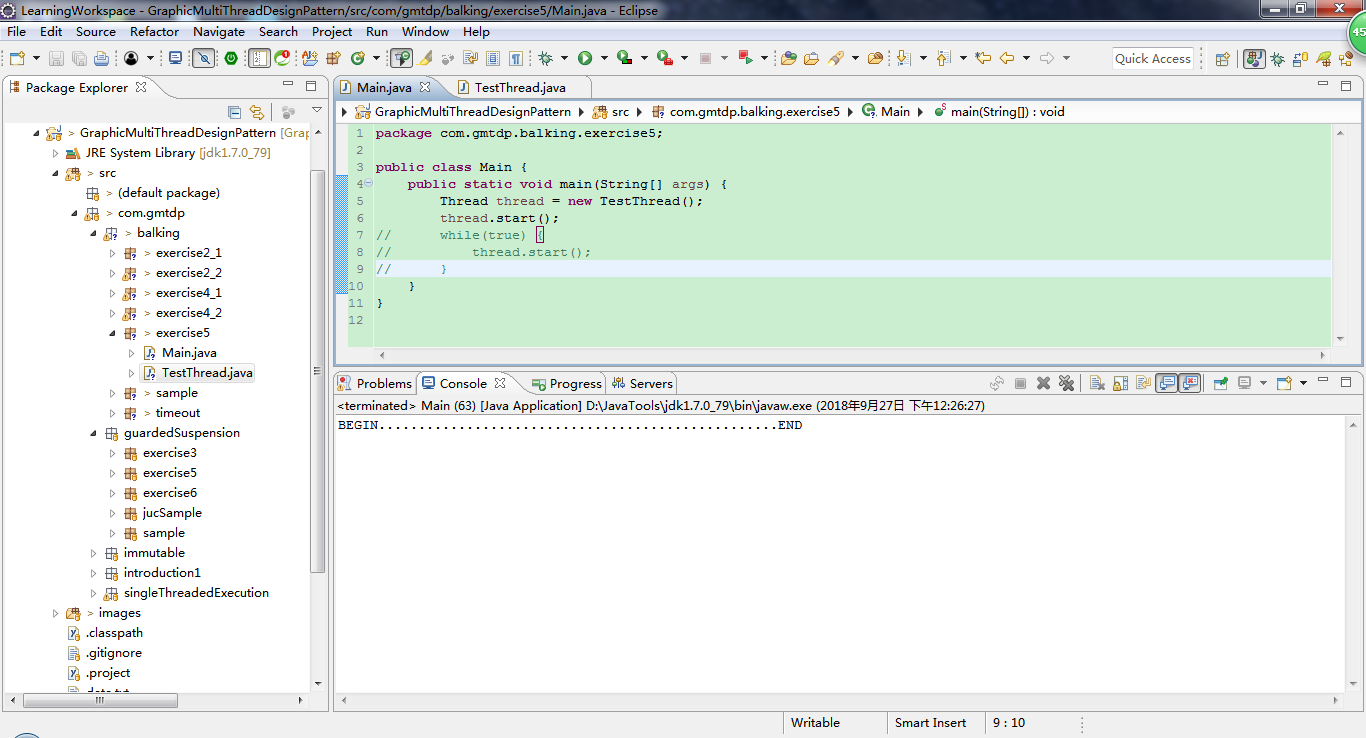 LearningWorkspace - GraphicMultiThreadDesignPattern/src/com/gmtdp/balking/exercise5/Main.java - Eclipse
45
File Edit Source Refactor Navigate Search Project Run Window Help
Quick Access
Package Explorer
> GraphicMultiThreadDesignPattern [Grap
JRE System Library [jdk1.7.0_79]
> src
> (default package)
> com.gmtdp
> balking
> exercise2_1
> exercise2_2
> exercise4_1
> exercise4_2
> exercise5
Main.java
TestThread.java
> sample
> timeout
guardedSuspension
exercise3
exercise5
exercise6
jucSample
sample
immutable
introduction1
singleThreadedExecution
> images
.classpath
.gitignore
.project
Main.java TestThread.java
GraphicMultiThreadDesignPattern src com.gmtdp.balking.exercise5 Main main(String[]) : void
1 package com.gmtdp.balking.exercise5;
2
3 public class Main {
4 public static void main(String[] args) {
5 Thread thread = new TestThread();
6 thread.start();
7 // while(true) {
8 // thread.start();
9 // }
10 }
11 }
12
Problems Console Progress Servers
<terminated> Main (63) [Java Application] D:\JavaTools\jdk1.7.0_79\bin\javaw.exe (2018年9月27日 下午12:26:27)
BEGIN..................................................END
Writable Smart Insert 9 : 10